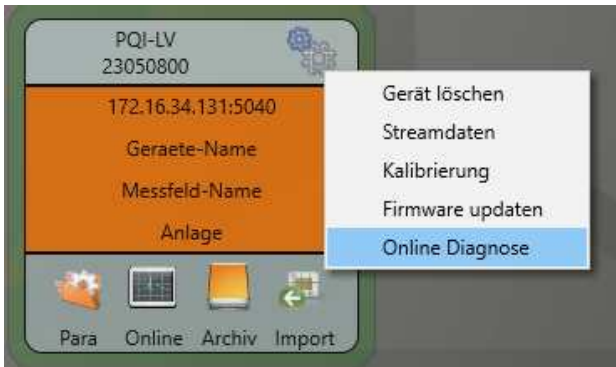 PQI-LV
23050800
172.16.34.131:5040
Geraete-Name
Messfeld-Name
Anlage
Para Online Archiv Import
Gerät löschen
Streamdaten
Kalibrierung
Firmware updaten
Online Diagnose